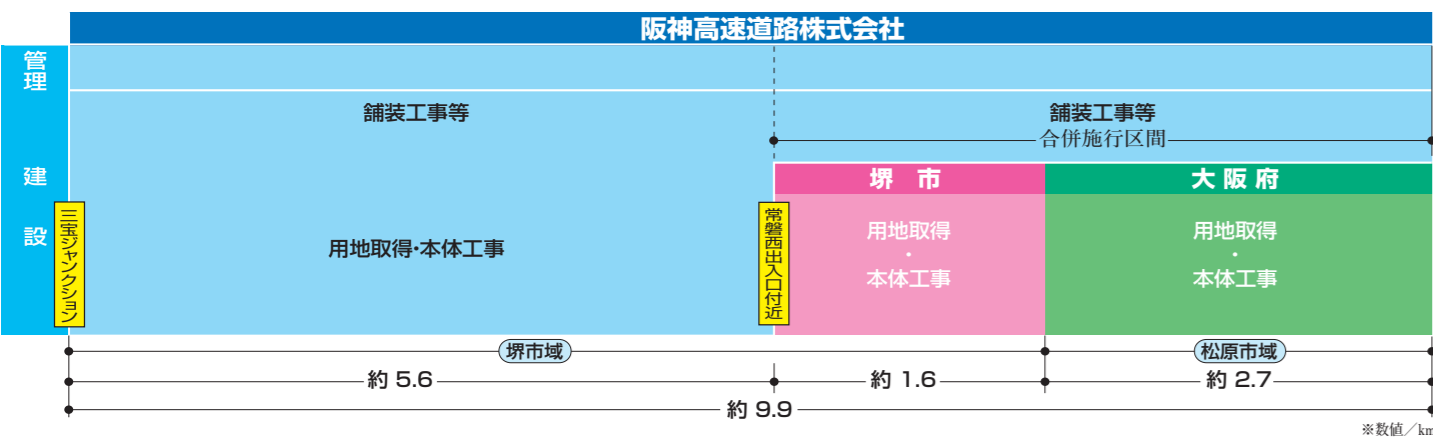 阪神高速道路株式会社
管理
舗装工事等
舗装工事等
合併施行区間
建設
堺 市
大阪府
三宝ジャンクション
用地取得・本体工事
常磐西出入口付近
用地取得
・
本体工事
用地取得
・
本体工事
堺市域
松原市域
約 5.6
約 1.6
約 2.7
約 9.9
※数値／km